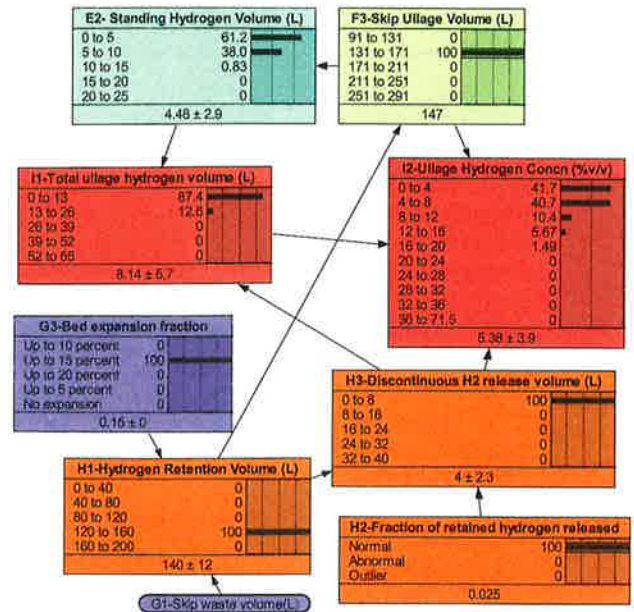 E2- Standing Hydrogen Volume (L)
0 to 5 61.2
5 to 10 38.0
10 to 15 0.83
15 to 20 0
20 to 25 0
4.48 ± 2.9
F3-Skip Ullage Volume (L)
91 to 131 0
131 to 171 100
171 to 211 0
211 to 251 0
251 to 291 0
147
I1-Total ullage hydrogen volume (L)
0 to 13 87.4
13 to 26 12.6
26 to 39 0
39 to 52 0
52 to 65 0
8.14 ± 5.7
I2-Ullage Hydrogen Concn (%v/v)
0 to 4 41.7
4 to 8 40.7
8 to 12 10.4
12 to 16 5.67
16 to 20 1.49
20 to 24 0
24 to 28 0
28 to 32 0
32 to 36 0
36 to 71.5 0
5.38 ± 3.9
G3-Bed expansion fraction
Up to 10 percent 0
Up to 15 percent 100
Up to 20 percent 0
Up to 5 percent 0
No expansion 0
0.15 ± 0
H3-Discontinuous H2 release volume (L)
0 to 8 100
8 to 16 0
16 to 24 0
24 to 32 0
32 to 40 0
4 ± 2.3
H1-Hydrogen Retention Volume (L)
0 to 40 0
40 to 80 0
80 to 120 0
120 to 160 100
160 to 200 0
140 ± 12
H2-Fraction of retained hydrogen released
Normal 100
Abnormal 0
Outlier 0
0.025
G1-Skip waste volume(L)